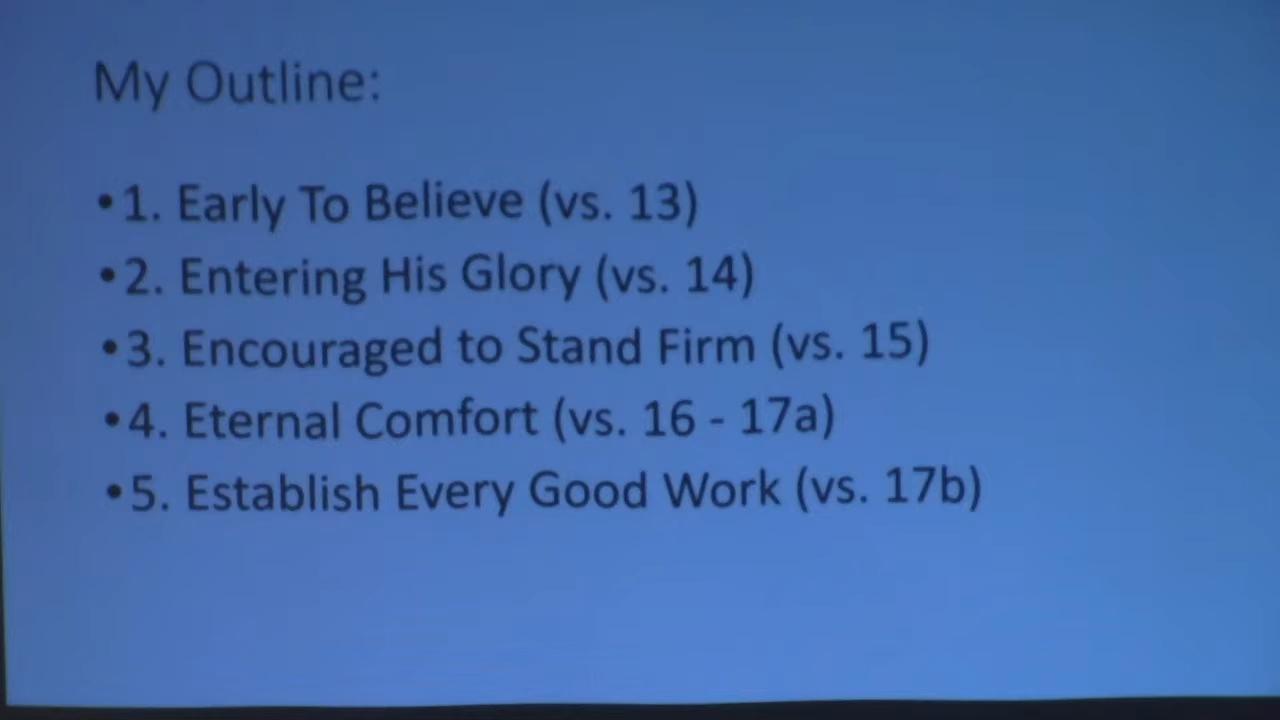 My Outline:
•1. Early To Believe (vs. 13)
•2. Entering His Glory (vs. 14)
•3. Encouraged to Stand Firm (vs. 15)
•4. Eternal Comfort (vs. 16 - 17a)
•5. Establish Every Good Work (vs. 17b)